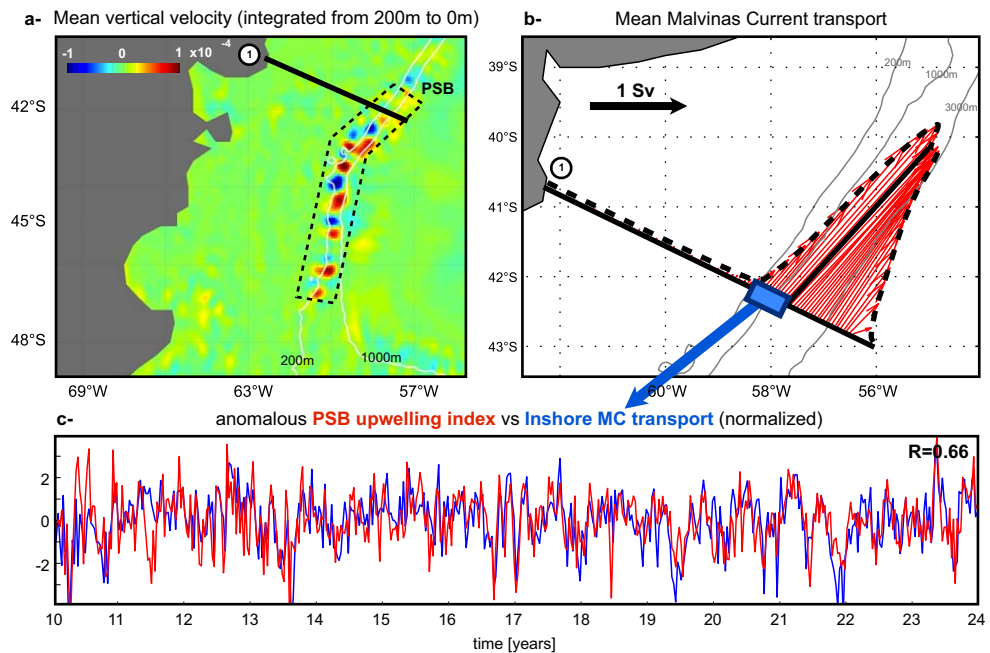 a- Mean vertical velocity (integrated from 200m to 0m)
-1 0 1 x10 -4
1
PSB
42°S
45°S
48°S
200m
1000m
69°W 63°W 57°W
b- Mean Malvinas Current transport
1 Sv
1
200m
1000m
3000m
39°S
40°S
41°S
42°S
43°S
60°W 58°W 56°W
c- anomalous PSB upwelling index vs Inshore MC transport (normalized)
R=0.66
2
0
-2
10 11 12 13 14 15 16 17 18 19 20 21 22 23 24
time [years]